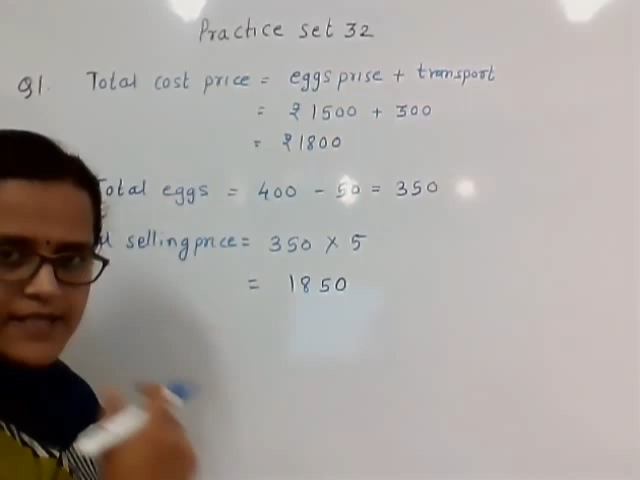 Practice set 32
Q1. Total cost price = eggs prise + transport
= ₹1500 + 300
= ₹1800
Total eggs = 400 - 50 = 350
selling price = 350 × 5
= 1850